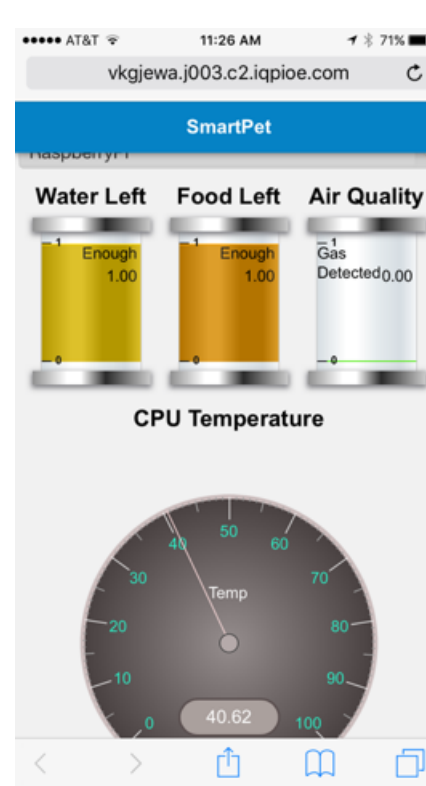 AT&T 11:26 AM 71%
vkgjewa.j003.c2.iqpioe.com
SmartPet
RaspberryPi
Water Left Food Left Air Quality
1 1 1
Enough Enough Gas
1.00 1.00 Detected 0.00
0 0 0
CPU Temperature
50
40 60
30 70
Temp
20 80
10 90
0 40.62 100